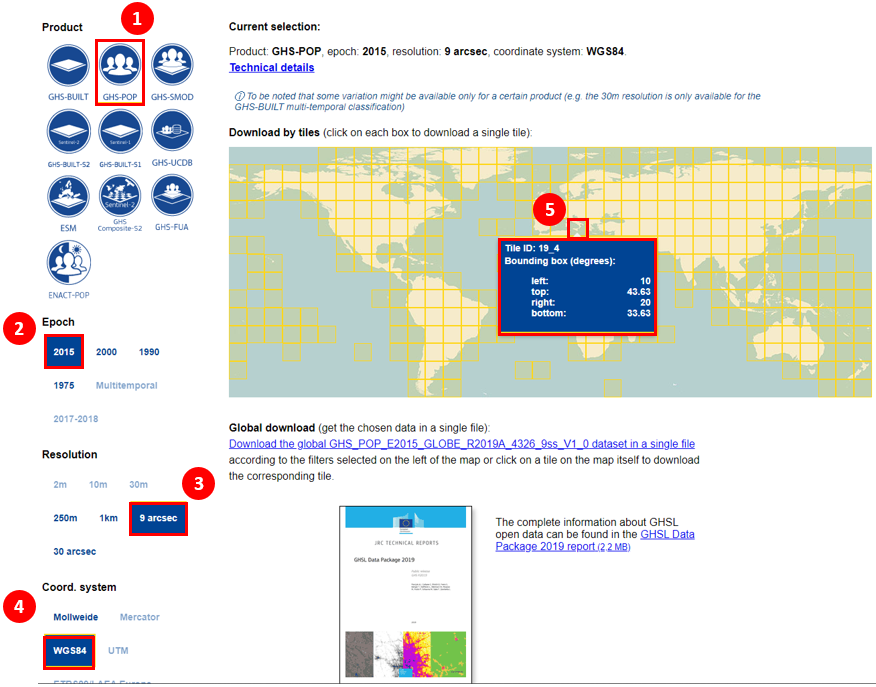 Product
1
GHS-BUILT
GHS-POP
GHS-SMOD
Sentinel-2
Sentinel-1
GHS-BUILT-S2
GHS-BUILT-S1
GHS-UCDB
Sentinel-2
ESM
GHS
Composite-S2
GHS-FUA
ENACT-POP
2
Epoch
2015
2000
1990
1975
Multitemporal
2017-2018
Resolution
3
2m
10m
30m
250m
1km
9 arcsec
30 arcsec
Coord. system
4
Mollweide
Mercator
WGS84
UTM
Current selection:
Product: GHS-POP, epoch: 2015, resolution: 9 arcsec, coordinate system: WGS84.
Technical details
To be noted that some variation might be available only for a certain product (e.g. the 30m resolution is only available for the
GHS-BUILT multi-temporal classification)
Download by tiles (click on each box to download a single tile):
5
Tile ID: 19_4
Bounding box (degrees):
left: 10
top: 43.63
right: 20
bottom: 33.63
Global download (get the chosen data in a single file):
Download the global GHS_POP_E2015_GLOBE_R2019A_4326_9ss_V1_0 dataset in a single file
according to the filters selected on the left of the map or click on a tile on the map itself to download
the corresponding tile.
JRC TECHNICAL REPORTS
GHSL Data Package 2019
The complete information about GHSL
open data can be found in the GHSL Data
Package 2019 report (2,2 MB)